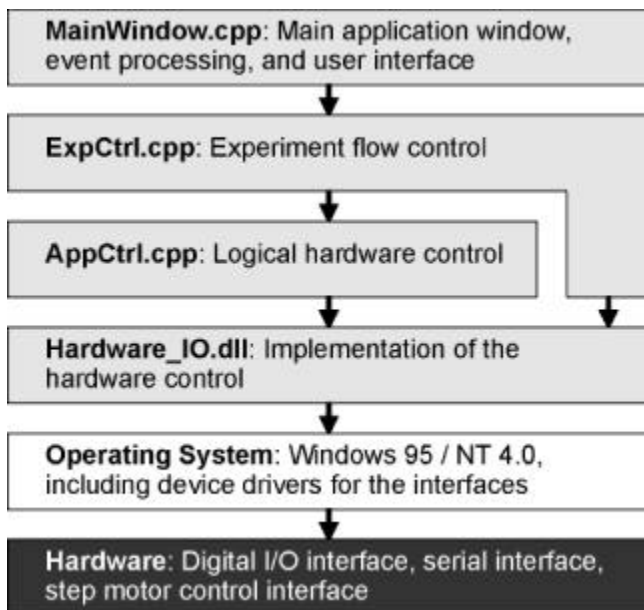 MainWindow.cpp: Main application window,
event processing, and user interface
ExpCtrl.cpp: Experiment flow control
AppCtrl.cpp: Logical hardware control
Hardware_IO.dll: Implementation of the
hardware control
Operating System: Windows 95 / NT 4.0,
including device drivers for the interfaces
Hardware: Digital I/O interface, serial interface,
step motor control interface